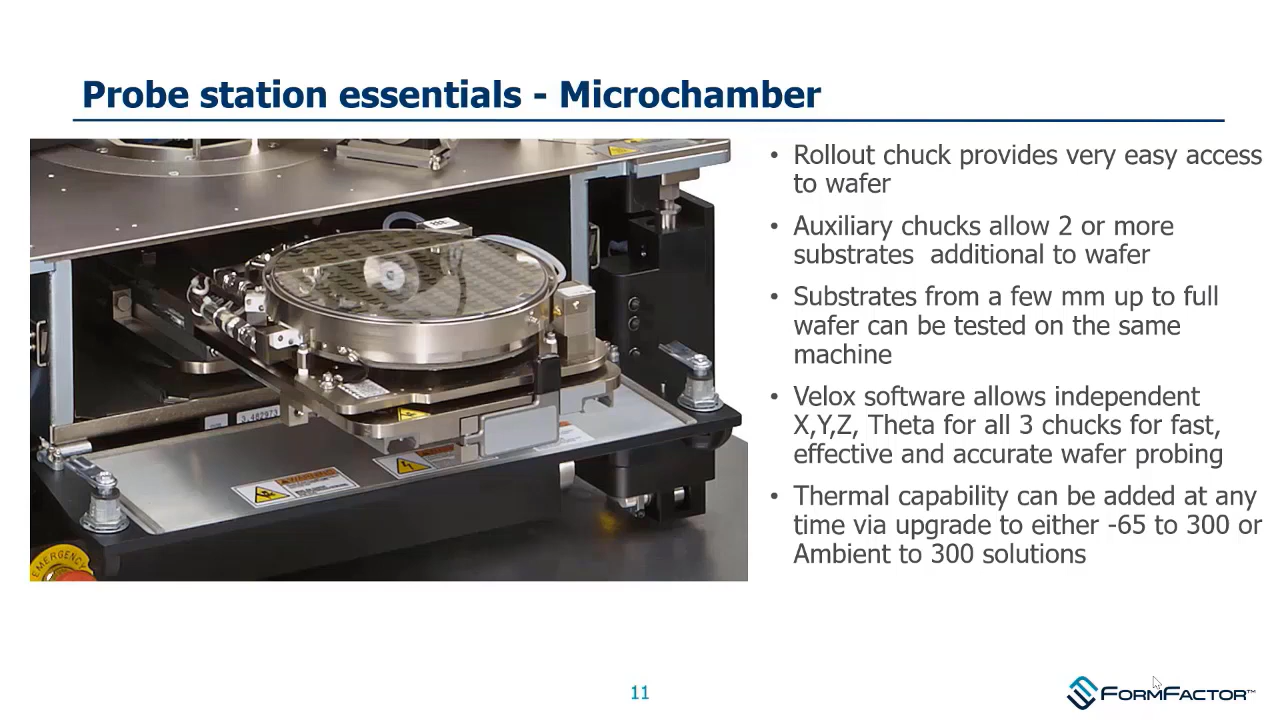 Probe station essentials - Microchamber
• Rollout chuck provides very easy access
to wafer
• Auxiliary chucks allow 2 or more
substrates  additional to wafer
• Substrates from a few mm up to full
wafer can be tested on the same
machine
• Velox software allows independent
X,Y,Z, Theta for all 3 chucks for fast,
effective and accurate wafer probing
• Thermal capability can be added at any
time via upgrade to either -65 to 300 or
Ambient to 300 solutions
EMERGENCY
11
FORMFACTOR™